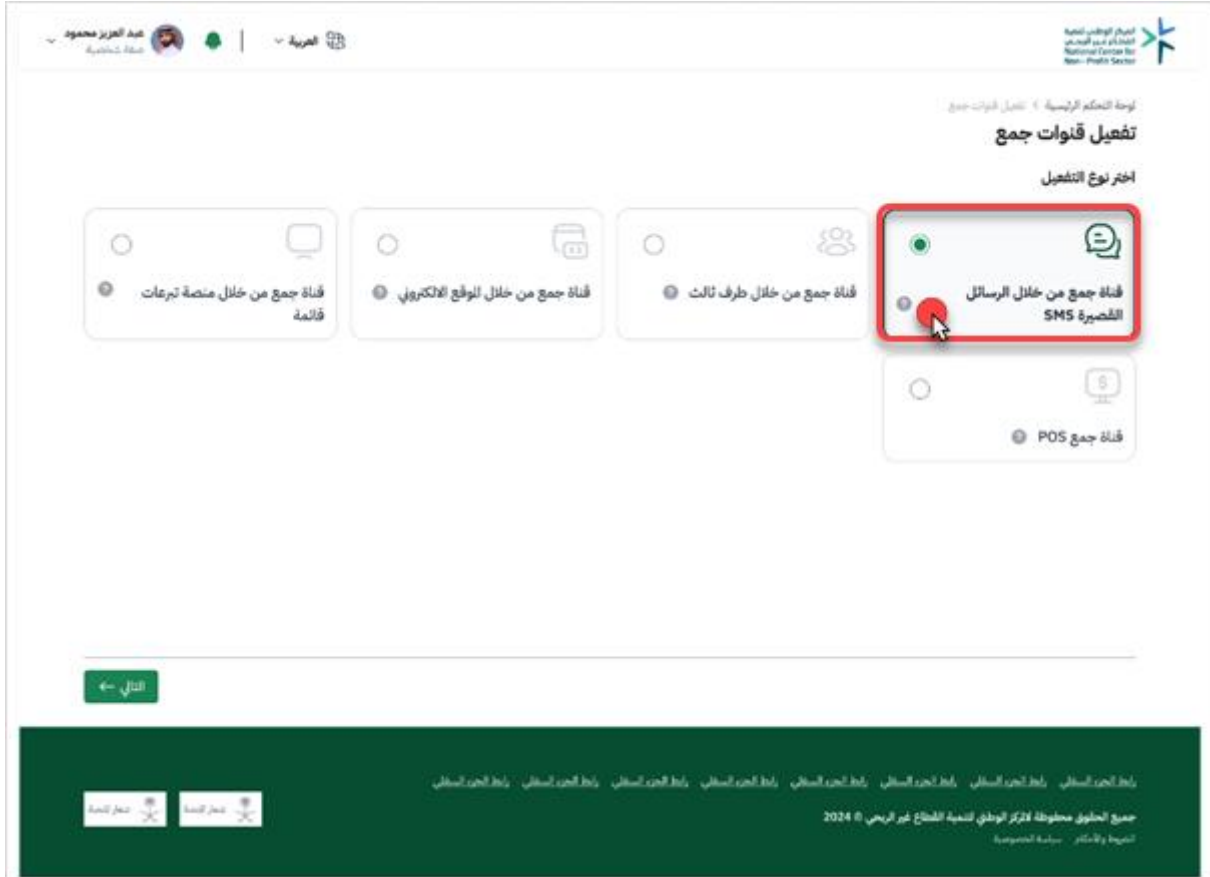 المركز الوطني لتنمية
القطاع غير الربحي
National Center for
Non-Profit Sector
العربية
عبد العزيز محمود
صفة شخصية
لوحة التحكم الرئيسية > تفعيل قنوات جمع
تفعيل قنوات جمع
اختر نوع التفعيل
قناة جمع من خلال الرسائل
القصيرة SMS
قناة جمع من خلال طرف ثالث
قناة جمع من خلال الموقع الالكتروني
قناة جمع من خلال منصة تبرعات
قائمة
قناة جمع POS
التالي ←
رابط الجزء السفلي رابط الجزء السفلي رابط الجزء السفلي رابط الجزء السفلي رابط الجزء السفلي رابط الجزء السفلي رابط الجزء السفلي رابط الجزء السفلي
جميع الحقوق محفوظة للمركز الوطني لتنمية القطاع غير الربحي © 2024
الشروط والأحكام سياسة الخصوصية
شعار الجهة
شعار الجهة